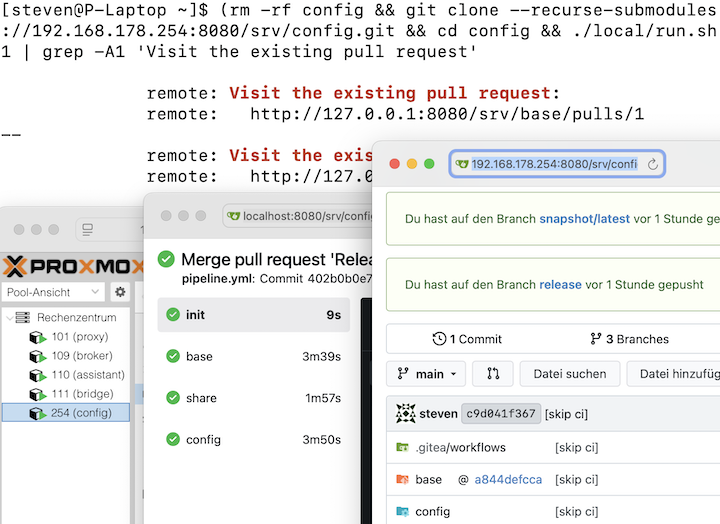 [steven@P-Laptop ~]$ (rm -rf config && git clone --recurse-submodules
://192.168.178.254:8080/srv/config.git && cd config && ./local/run.sh
1 | grep -A1 'Visit the existing pull request'
remote: Visit the existing pull request:
remote:   http://127.0.0.1:8080/srv/base/pulls/1
--
remote: Visit the exis
remote:   http://127.0
192.168.178.254:8080/srv/confi
Du hast auf den Branch snapshot/latest vor 1 Stunde ge
Du hast auf den Branch release vor 1 Stunde gepusht
1 Commit
3 Branches
main
Datei suchen
Datei hinzufüg
steven c9d041f367 [skip ci]
.gitea/workflows [skip ci]
base @ a844defcca [skip ci]
config [skip ci]
localhost:8080/srv/config
Merge pull request 'Relea
pipeline.yml: Commit 402b0b0e7
init 9s
base 3m39s
share 1m57s
config 3m50s
PROXMOX
Pool-Ansicht
Rechenzentrum
101 (proxy)
109 (broker)
110 (assistant)
111 (bridge)
254 (config)